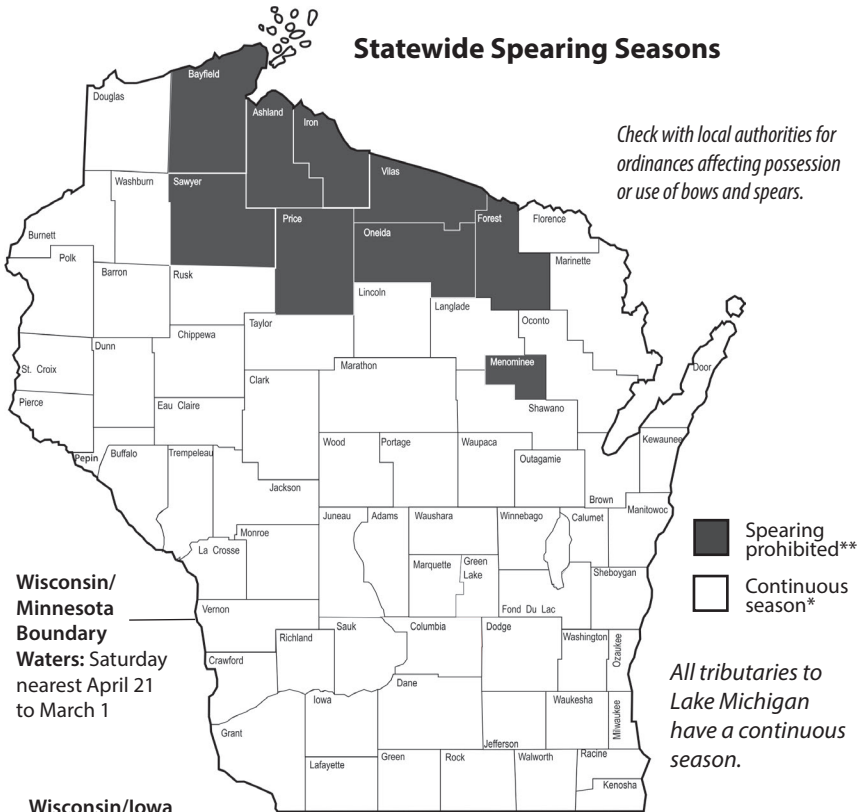 Statewide Spearing Seasons
Check with local authorities for
ordinances affecting possession
or use of bows and spears.
Bayfield
Douglas
Ashland
Iron
Vilas
Washburn
Sawyer
Price
Oneida
Forest
Florence
Burnett
Polk
Barron
Rusk
Marinette
Lincoln
Langlade
Oconto
Taylor
Chippewa
Dunn
Marathon
Menominee
Door
St. Croix
Clark
Pierce
Eau Claire
Shawano
Pepin
Buffalo
Trempeleau
Wood
Portage
Waupaca
Outagamie
Kewaunee
Jackson
Brown
Manitowoc
Juneau
Adams
Waushara
Winnebago
Calumet
Monroe
La Crosse
Marquette
Green
Lake
Sheboygan
Fond Du Lac
Vernon
Richland
Sauk
Columbia
Dodge
Washington
Ozaukee
Crawford
Dane
Iowa
Waukesha
Milwaukee
Grant
Jefferson
Lafayette
Green
Rock
Walworth
Racine
Kenosha
Spearing
prohibited**
Continuous
season*
Wisconsin/
Minnesota
Boundary
Waters: Saturday
nearest April 21
to March 1
All tributaries to
Lake Michigan
have a continuous
season.
Wisconsin/Iowa